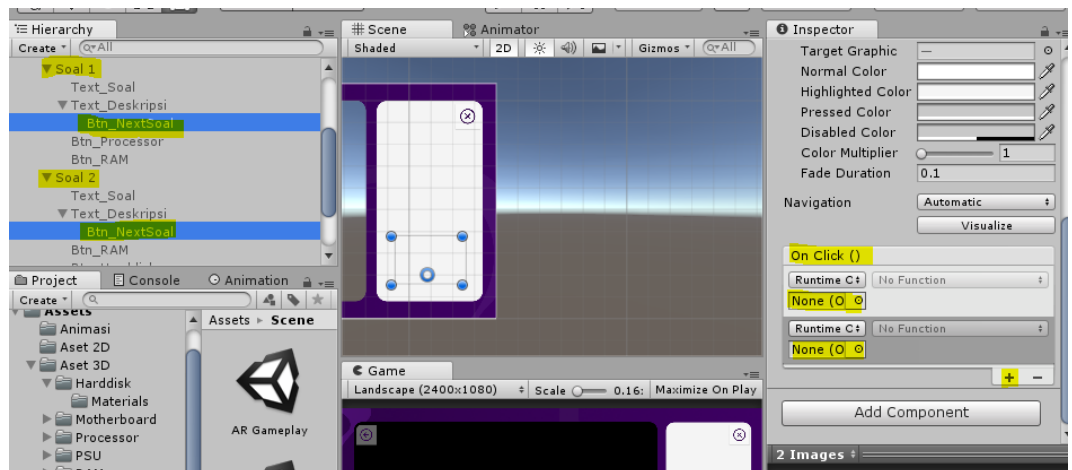 Hierarchy
Create
All
Soal 1
Text_Soal
Text_Deskripsi
Btn_NextSoal
Btn_Processor
Btn_RAM
Soal 2
Text_Soal
Text_Deskripsi
Btn_NextSoal
Btn_RAM
Project Console Animation
Create
Assets
Animasi
Aset 2D
Aset 3D
Harddisk
Materials
Motherboard
Processor
PSU
Assets Scene
AR Gameplay
Scene Animator
Shaded 2D Gizmos All
Game
Landscape (2400x1080) Scale 0.16: Maximize On Play
Inspector
Target Graphic —
Normal Color
Highlighted Color
Pressed Color
Disabled Color
Color Multiplier 1
Fade Duration 0.1
Navigation Automatic
Visualize
On Click ()
Runtime C No Function
None (O
Runtime C No Function
None (O
+ −
Add Component
2 Images